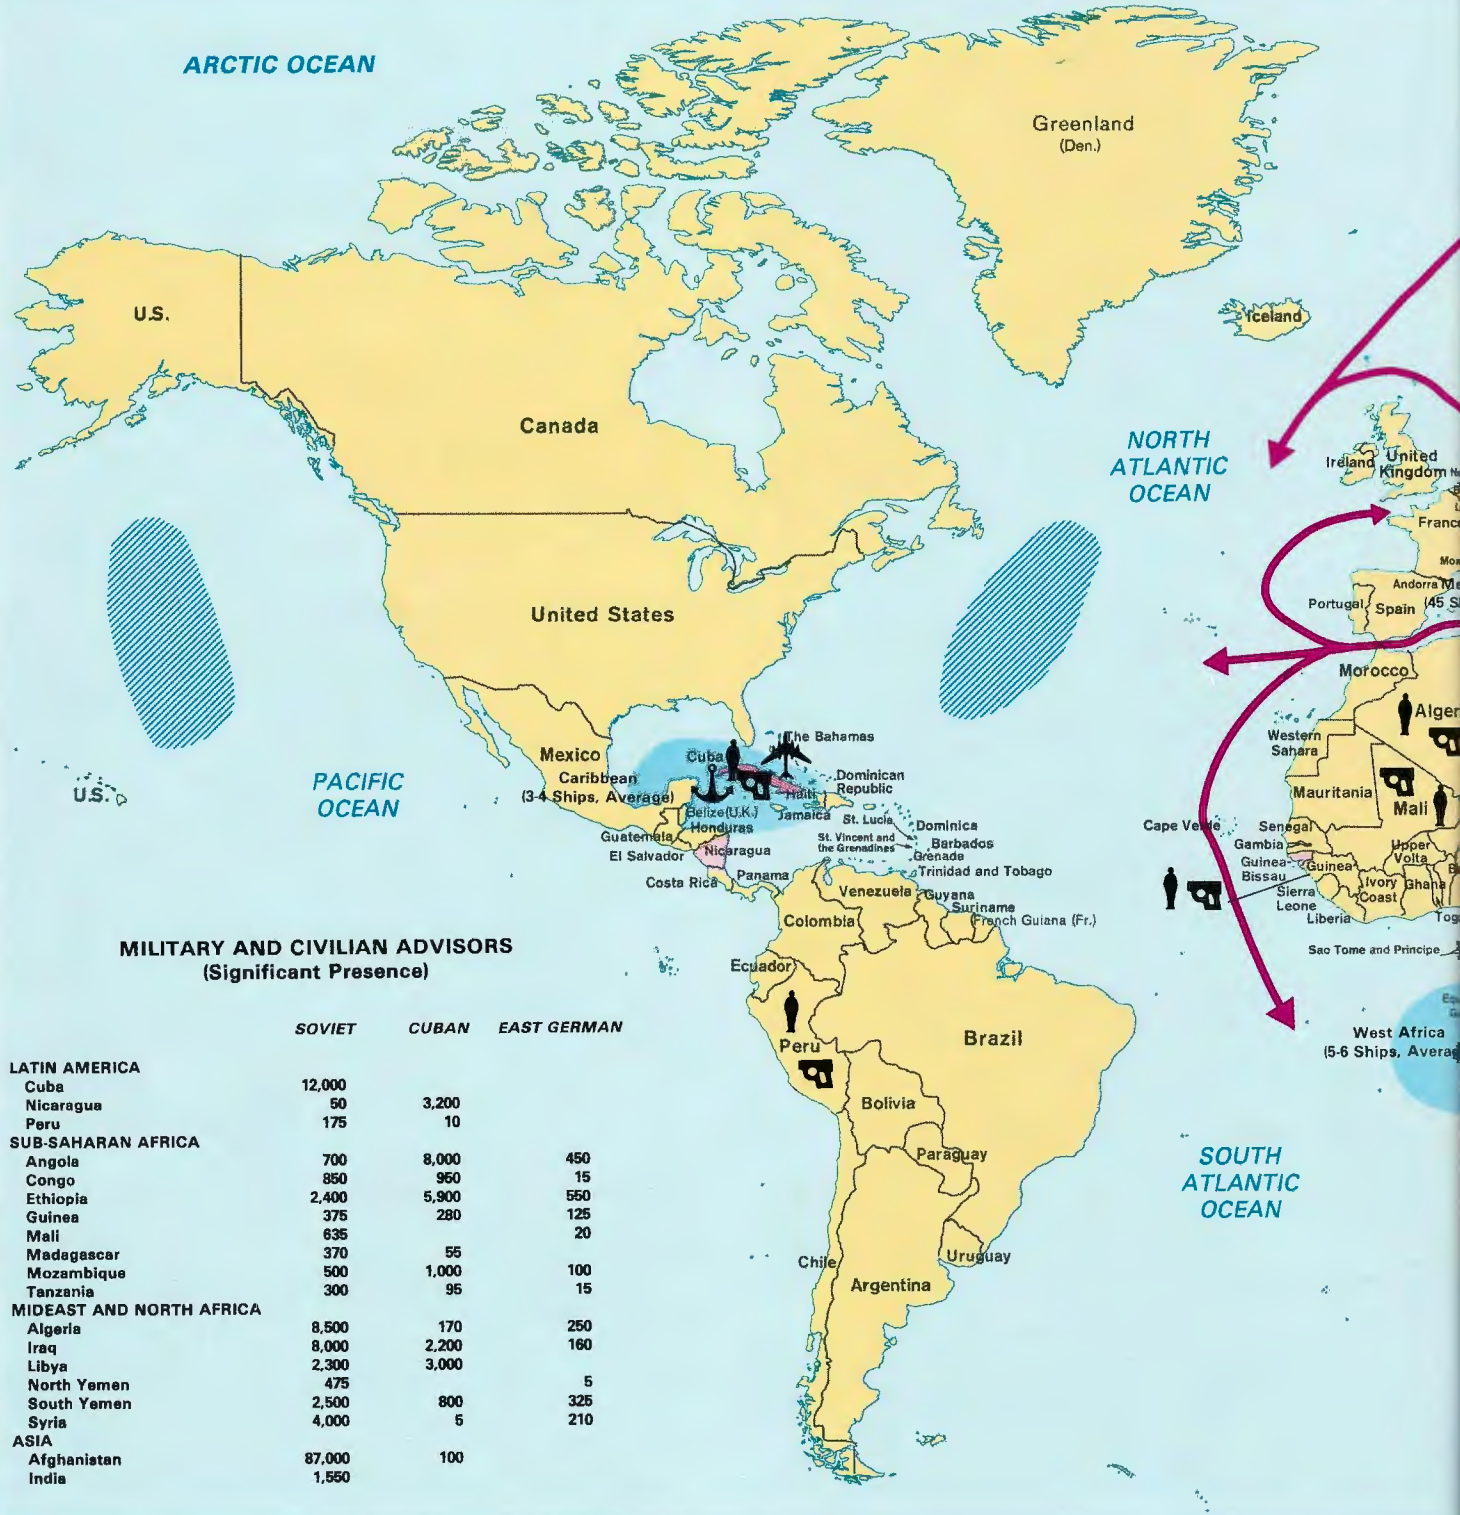 ARCTIC OCEAN
Greenland
(Den.)
U.S.
Iceland
Canada
NORTH
ATLANTIC
OCEAN
Ireland
United
Kingdom
France
Andorra
Portugal
Spain
(45
United States
Morocco
Western
Sahara
Mexico
Cuba
The Bahamas
PACIFIC
OCEAN
U.S.
Caribbean
(3-4 Ships, Average)
Haiti
Dominican
Republic
Belize(U.K.)
Jamaica
Honduras
St. Lucia
Guatemala
Nicaragua
St. Vincent and
the Grenadines
Dominica
Barbados
Grenada
El Salvador
Costa Rica
Panama
Trinidad and Tobago
Venezuela
Guyana
Suriname
French Guiana (Fr.)
Colombia
Mauritania
Mali
Cape Verde
Senegal
Gambia
Guinea-
Bissau
Guinea
Upper
Volta
Sierra
Leone
Ivory
Coast
Ghana
Liberia
Sao Tome and Principe
Ecuador
Peru
Brazil
West Africa
(5-6 Ships,
Bolivia
Paraguay
SOUTH
ATLANTIC
OCEAN
Chile
Uruguay
Argentina
MILITARY AND CIVILIAN ADVISORS
(Significant Presence)
SOVIET CUBAN EAST GERMAN
LATIN AMERICA
Cuba 12,000
Nicaragua 50 3,200
Peru 175 10
SUB-SAHARAN AFRICA
Angola 700 8,000 450
Congo 850 950 15
Ethiopia 2,400 5,900 550
Guinea 375 280 125
Mali 635 20
Madagascar 370 55
Mozambique 500 1,000 100
Tanzania 300 95 15
MIDEAST AND NORTH AFRICA
Algeria 8,500 170 250
Iraq 8,000 2,200 160
Libya 2,300 3,000
North Yemen 475 5
South Yemen 2,500 800 325
Syria 4,000 5 210
ASIA
Afghanistan 87,000 100
India 1,550